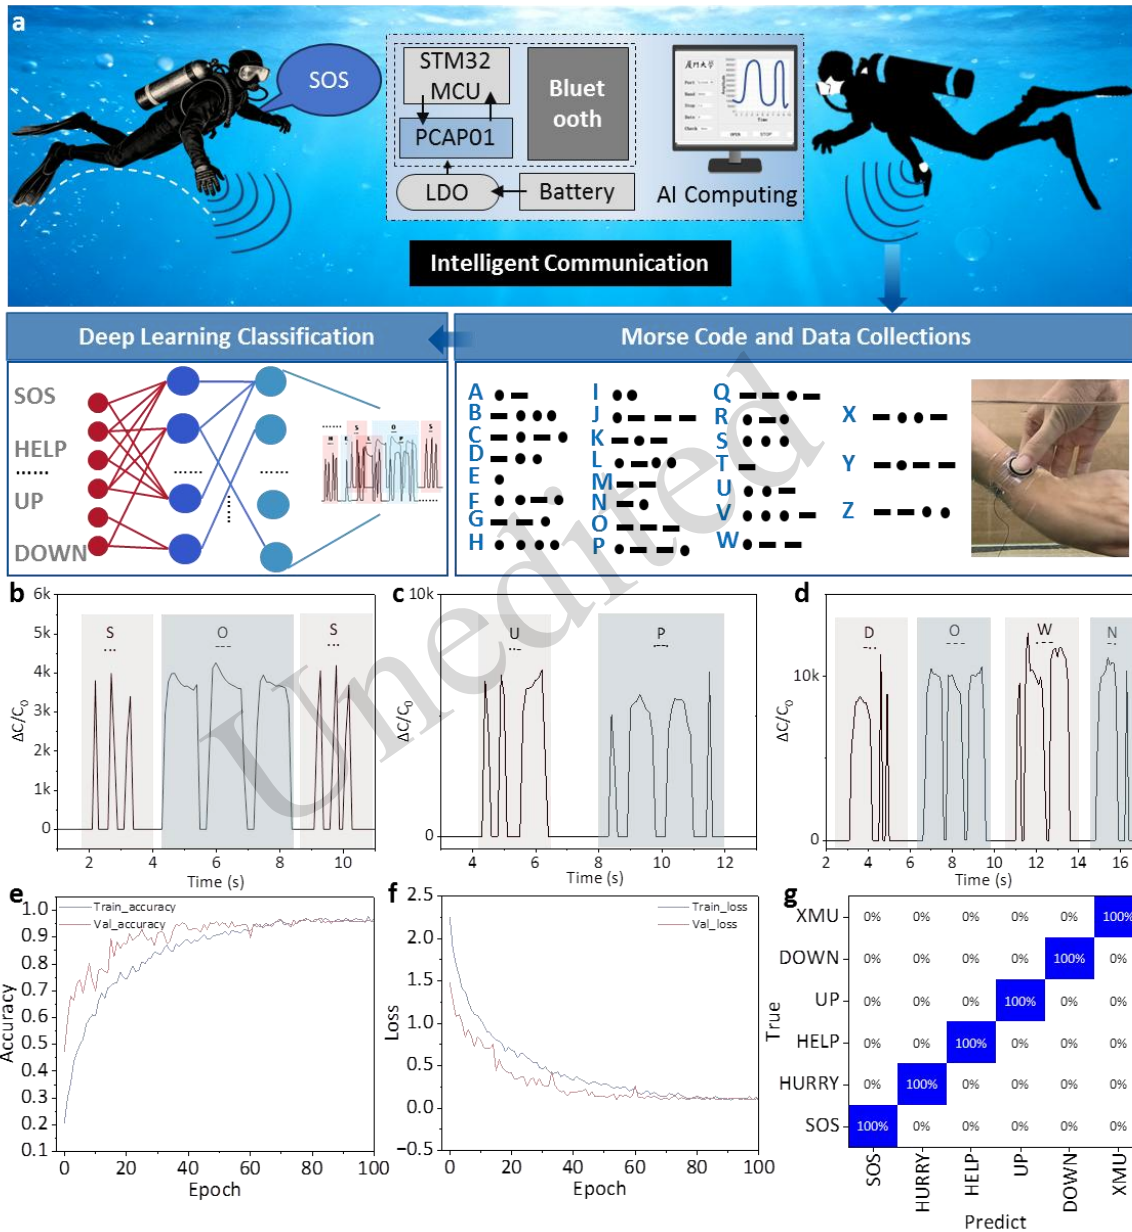 a
SOS
STM32
MCU
PCAP01
LDO
Battery
Bluet
ooth
AI Computing
Intelligent Communication
Deep Learning Classification
Morse Code and Data Collections
SOS
HELP
......
UP
DOWN
A
B
C
D
E
F
G
H
I
J
K
L
M
N
O
P
Q
R
S
T
U
V
W
X
Y
Z
Unedited
b
6k
5k
4k
3k
2k
1k
0
ΔC/C₀
S
O
S
2 4 6 8 10
Time (s)
c
10k
0
ΔC/C₀
U
P
4 6 8 10 12
Time (s)
d
10k
0
ΔC/C₀
D
O
W
N
2 4 6 8 10 12 14 16
Time (s)
e
Train_accuracy
Val_accuracy
1.0
0.9
0.8
0.7
0.6
0.5
0.4
0.3
0.2
0.1
Accuracy
0 20 40 60 80 100
Epoch
f
Train_loss
Val_loss
2.5
2.0
1.5
1.0
0.5
0.0
−0.5
Loss
0 20 40 60 80 100
Epoch
g
True
XMU 0% 0% 0% 0% 0% 100%
DOWN 0% 0% 0% 0% 100% 0%
UP 0% 0% 0% 100% 0% 0%
HELP 0% 0% 100% 0% 0% 0%
HURRY 0% 100% 0% 0% 0% 0%
SOS 100% 0% 0% 0% 0% 0%
SOS HURRY HELP UP DOWN XMU
Predict